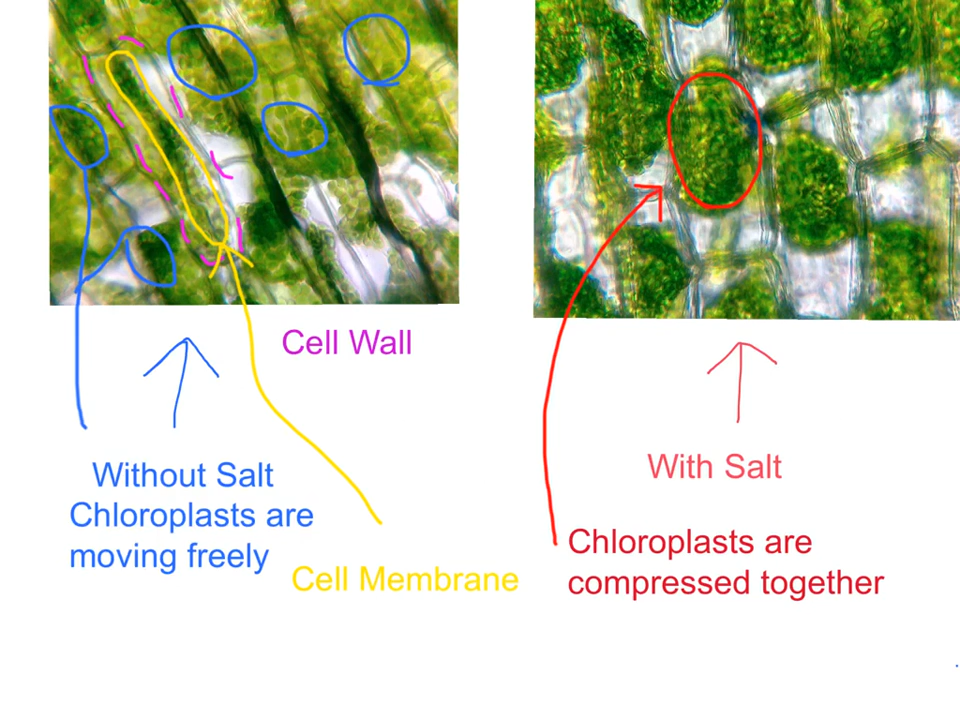 Cell Wall
Without Salt
Chloroplasts are
moving freely
Cell Membrane
With Salt
Chloroplasts are
compressed together